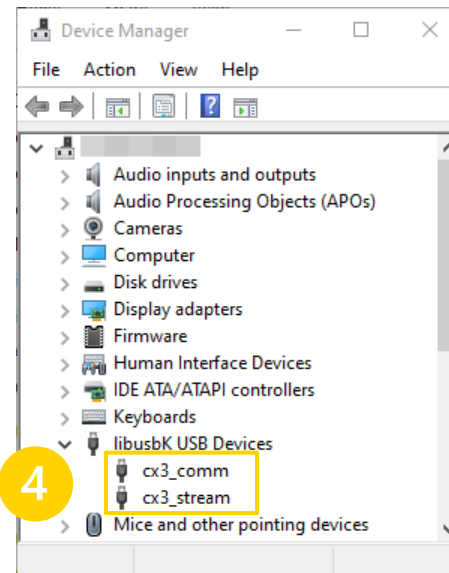 Device Manager
File Action View Help
Audio inputs and outputs
Audio Processing Objects (APOs)
Cameras
Computer
Disk drives
Display adapters
Firmware
Human Interface Devices
IDE ATA/ATAPI controllers
Keyboards
libusbK USB Devices
4
cx3_comm
cx3_stream
Mice and other pointing devices